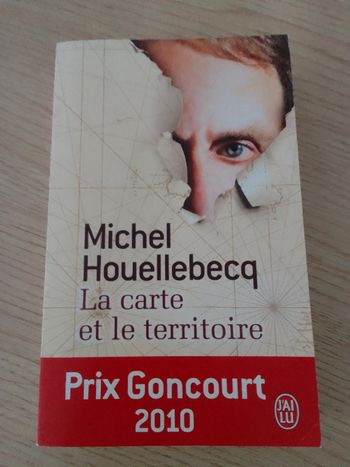 Michel
Houellebecq
La carte
et le territoire
Prix Goncourt
2010
J'AI
LU